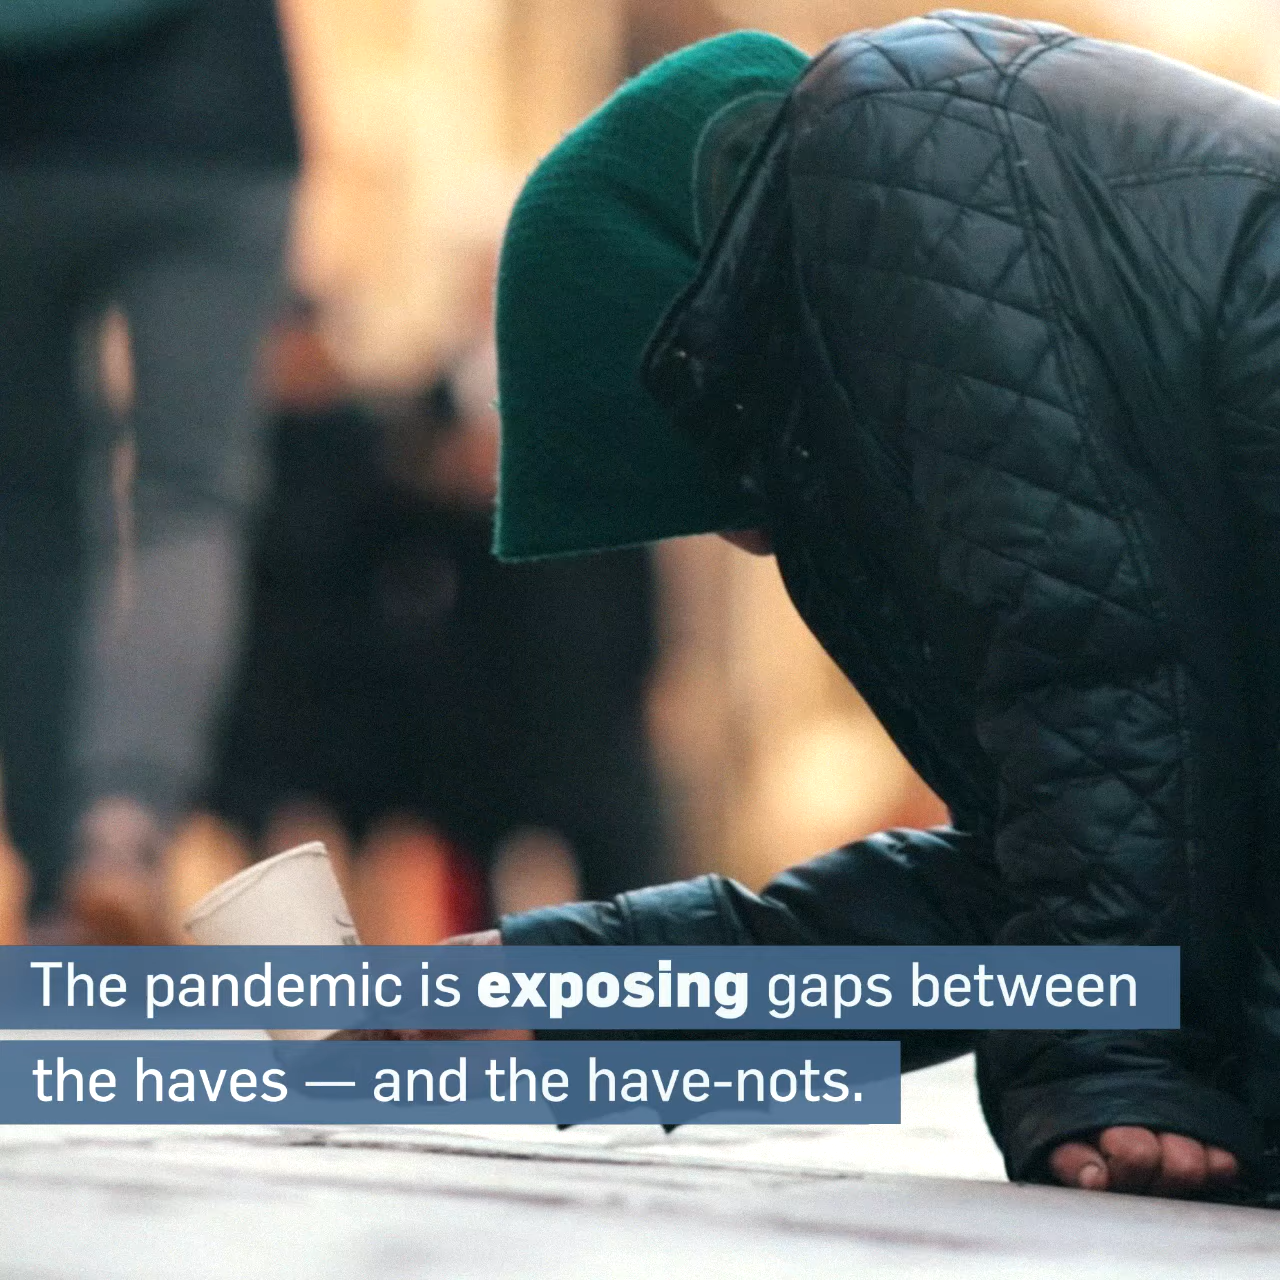 The pandemic is exposing gaps between
the haves — and the have-nots.